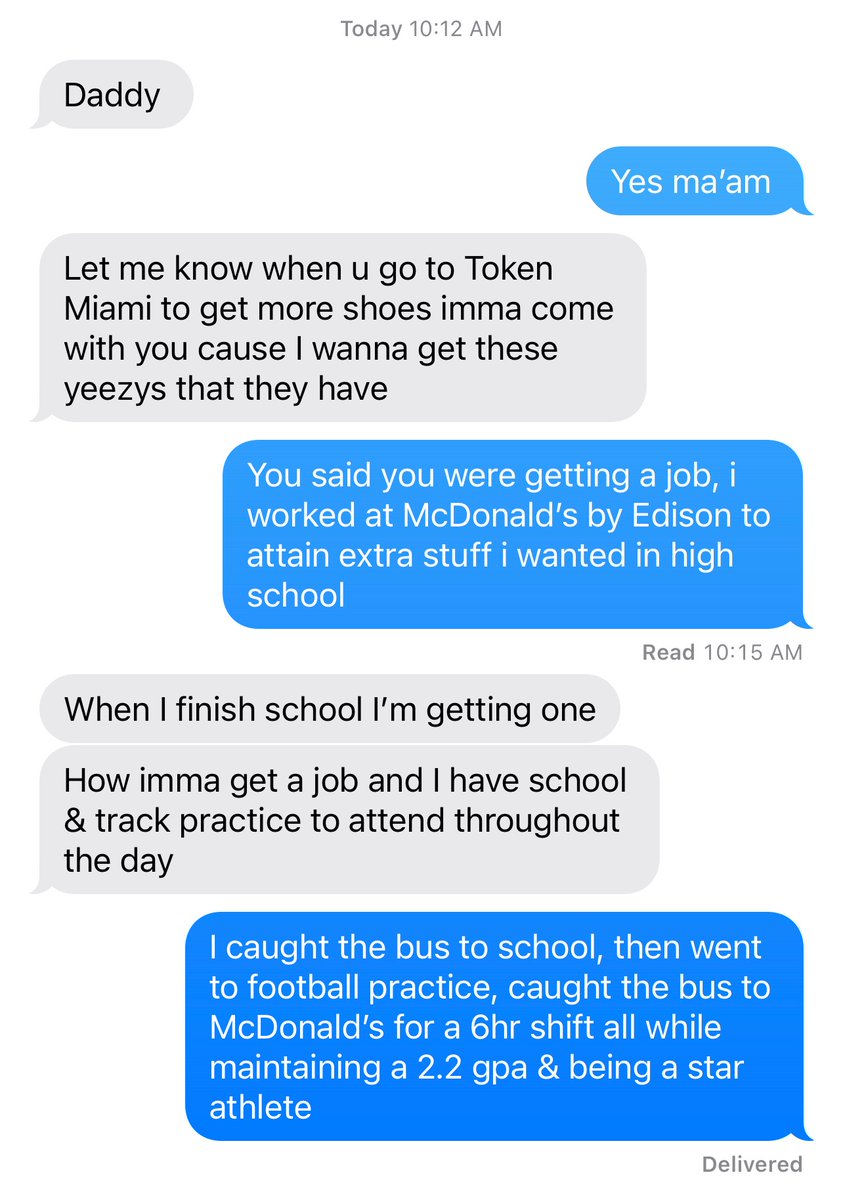 Today 10:12 AM
Daddy
Yes ma’am
Let me know when u go to Token
Miami to get more shoes imma come
with you cause I wanna get these
yeezys that they have
You said you were getting a job, i
worked at McDonald’s by Edison to
attain extra stuff i wanted in high
school
Read 10:15 AM
When I finish school I’m getting one
How imma get a job and I have school
& track practice to attend throughout
the day
I caught the bus to school, then went
to football practice, caught the bus to
McDonald’s for a 6hr shift all while
maintaining a 2.2 gpa & being a star
athlete
Delivered